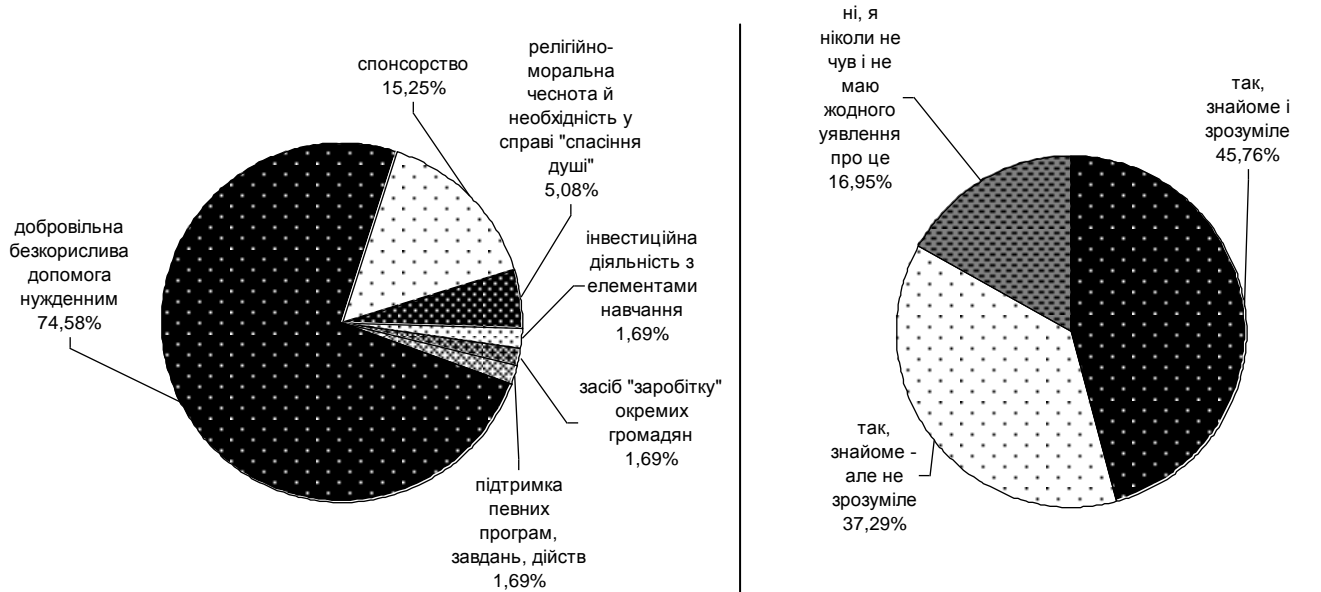 спонсорство
15,25%
релігійно-
моральна
чеснота й
необхідність у
справі "спасіння
душі"
5,08%
добровільна
безкорислива
допомога
нужденним
74,58%
інвестиційна
діяльність з
елементами
навчання
1,69%
засіб "заробітку"
окремих
громадян
1,69%
підтримка
певних
програм,
завдань, дійств
1,69%
ні, я
ніколи не
чув і не
маю
жодного
уявлення
про це
16,95%
так,
знайоме і
зрозуміле
45,76%
так,
знайоме -
але не
зрозуміле
37,29%